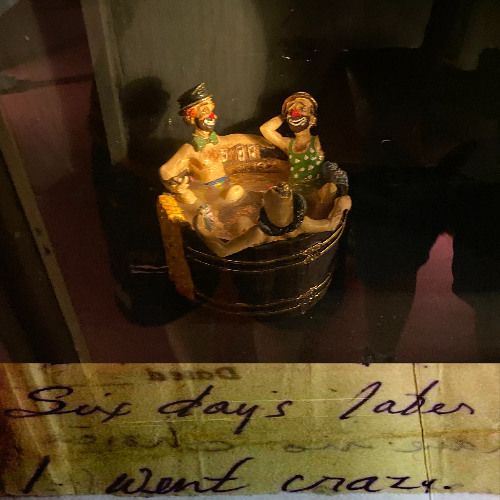 Six days later
I went crazy.